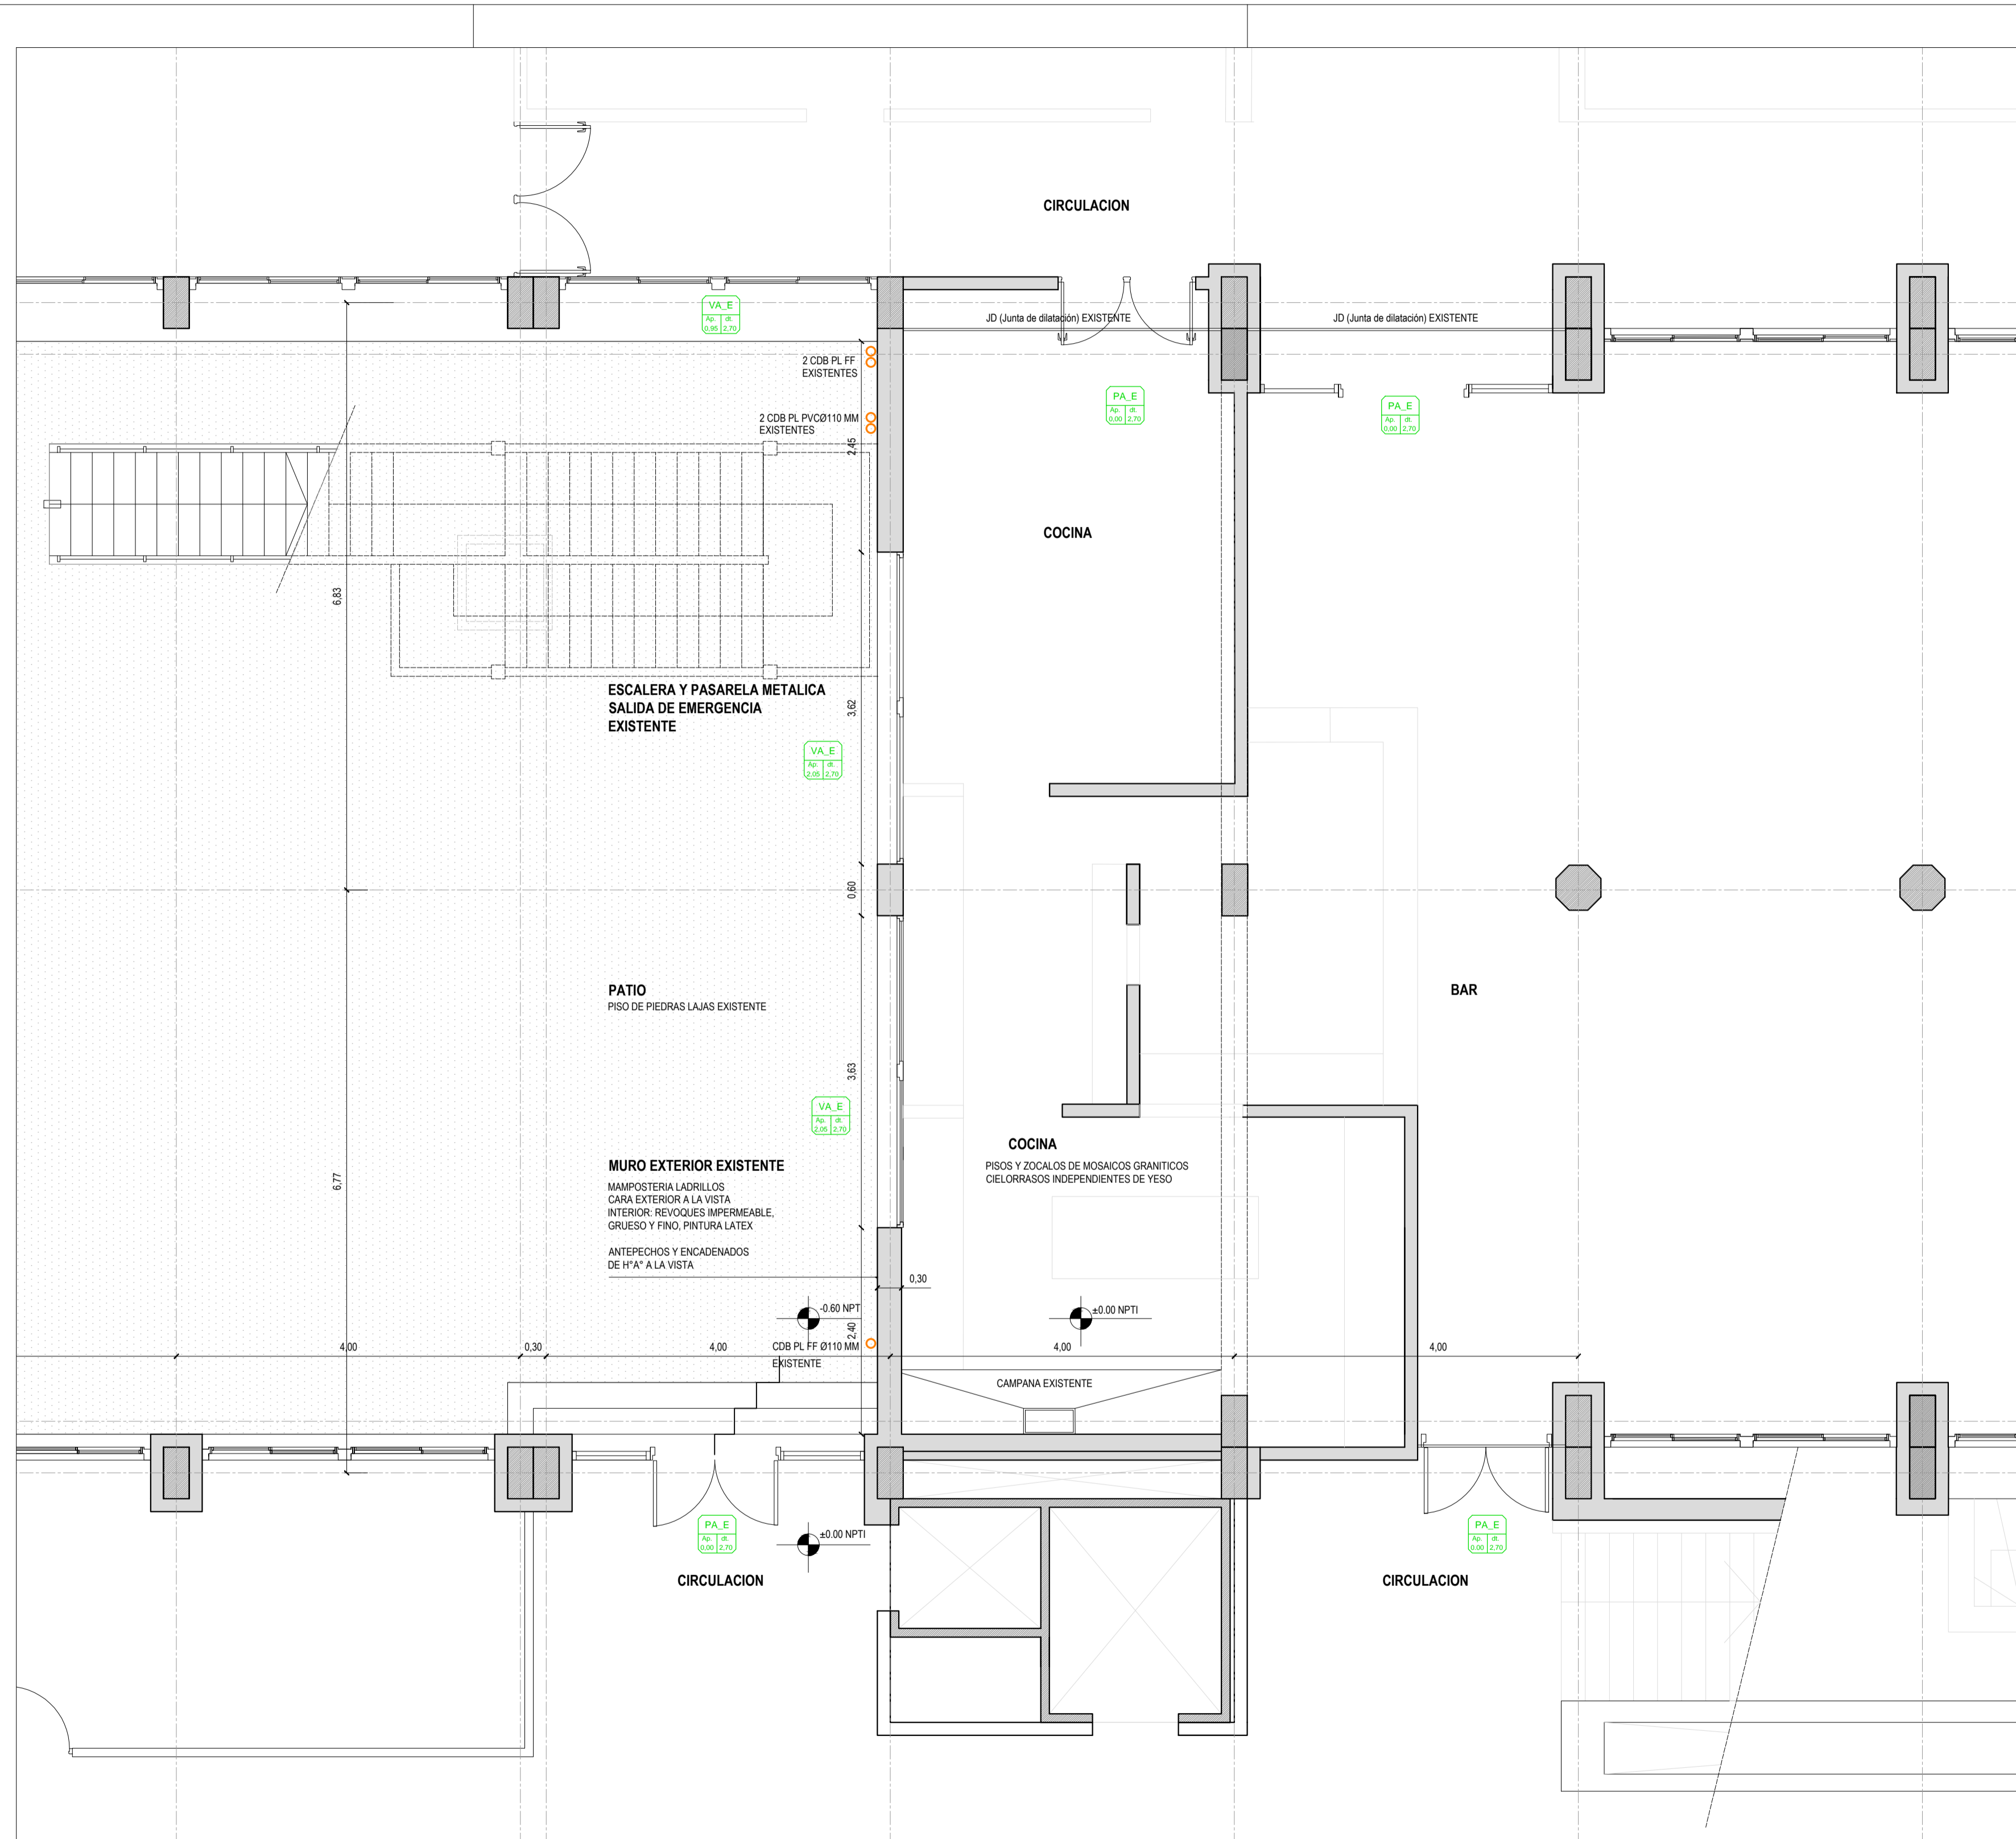 CIRCULACION
VA_E
Ap. dt.
0,95 2,70
JD (Junta de dilatación) EXISTENTE
JD (Junta de dilatación) EXISTENTE
2 CDB PL FF
EXISTENTES
2 CDB PL PVCØ110 MM
EXISTENTES
2,45
PA_E
Ap. dt.
0,00 2,70
PA_E
Ap. dt.
0,00 2,70
COCINA
6,83
ESCALERA Y PASARELA METALICA
SALIDA DE EMERGENCIA
EXISTENTE
3,62
VA_E
Ap. dt.
2,05 2,70
0,60
PATIO
PISO DE PIEDRAS LAJAS EXISTENTE
BAR
3,63
VA_E
Ap. dt.
2,05 2,70
COCINA
PISOS Y ZOCALOS DE MOSAICOS GRANITICOS
CIELORRASOS INDEPENDIENTES DE YESO
MURO EXTERIOR EXISTENTE
MAMPOSTERIA LADRILLOS
CARA EXTERIOR A LA VISTA
INTERIOR: REVOQUES IMPERMEABLE,
GRUESO Y FINO, PINTURA LATEX
6,77
ANTEPECHOS Y ENCADENADOS
DE H°A° A LA VISTA
0,30
-0.60 NPT
±0.00 NPTI
2,40
4,00
0,30
4,00
CDB PL FF Ø110 MM
EXISTENTE
4,00
4,00
CAMPANA EXISTENTE
PA_E
Ap. dt.
0,00 2,70
±0.00 NPTI
PA_E
Ap. dt.
0,00 2,70
CIRCULACION
CIRCULACION